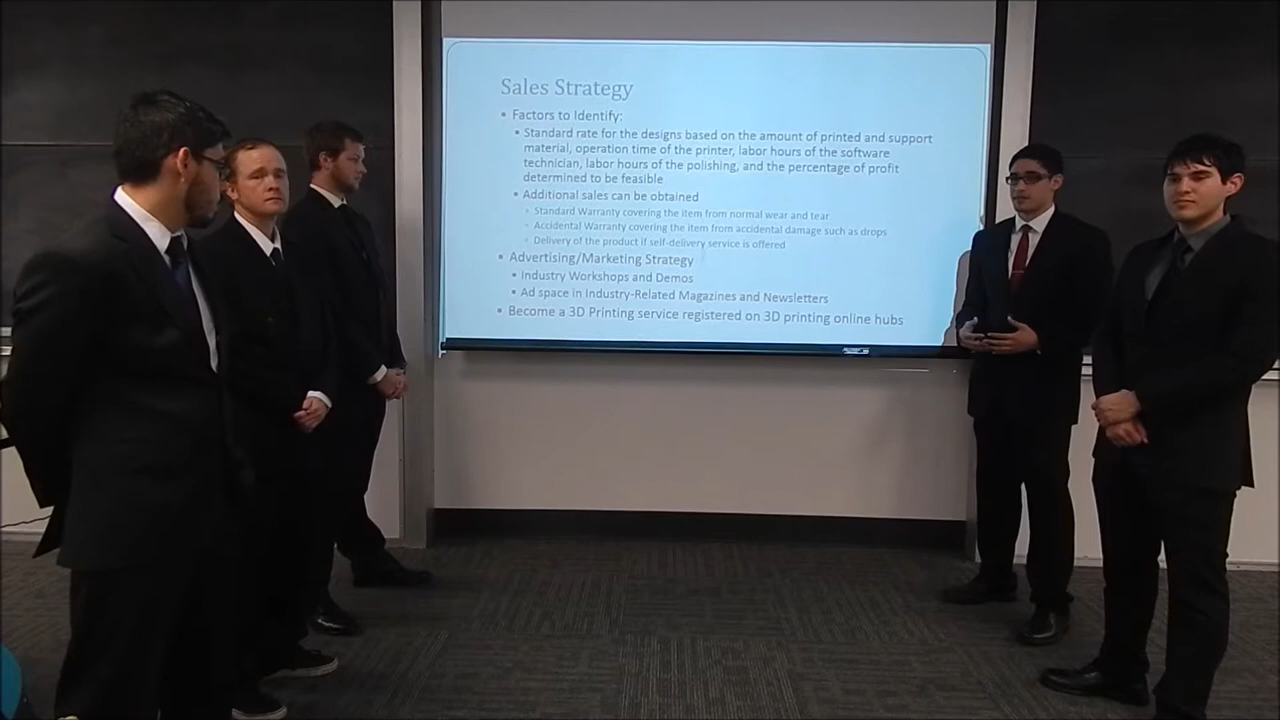 Sales Strategy
Factors to Identify:
Standard rate for the designs based on the amount of printed and support
material, operation time of the printer, labor hours of the software
technician, labor hours of the polishing, and the percentage of profit
determined to be feasible
Additional sales can be obtained
Standard Warranty covering the item from normal wear and tear
Accidental Warranty covering the item from accidental damage such as drops
Delivery of the product if self-delivery service is offered
Advertising/Marketing Strategy
Industry Workshops and Demos
Ad space in Industry-Related Magazines and Newsletters
Become a 3D Printing service registered on 3D printing online hubs